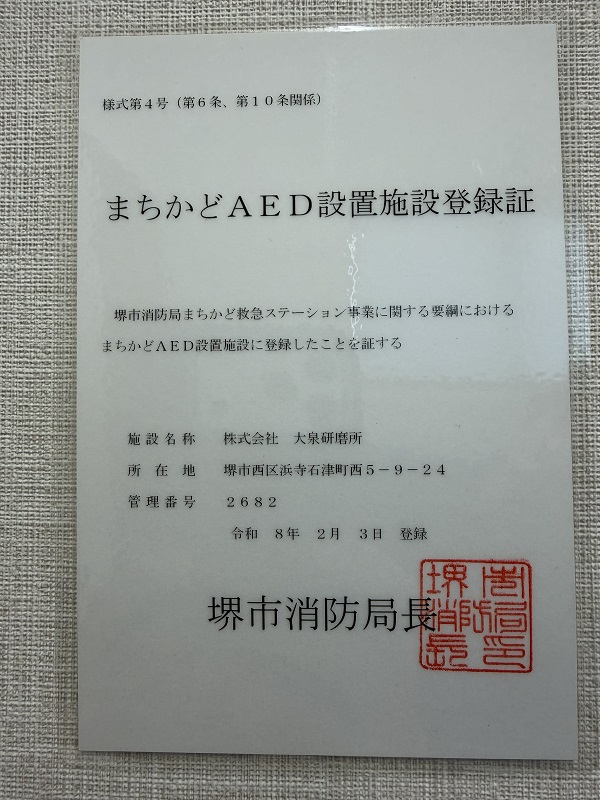 様式第4号(第6条、第10条関係)
まちかどAED設置施設登録証
堺市消防局まちかど救急ステーション事業に関する要綱における
まちかどAED設置施設に登録したことを証する
施設名称 株式会社 大泉研磨所
所在地 堺市西区浜寺石津町西5-9-24
管理番号 2682
令和 8年 2月 3日 登録
堺市消防局長